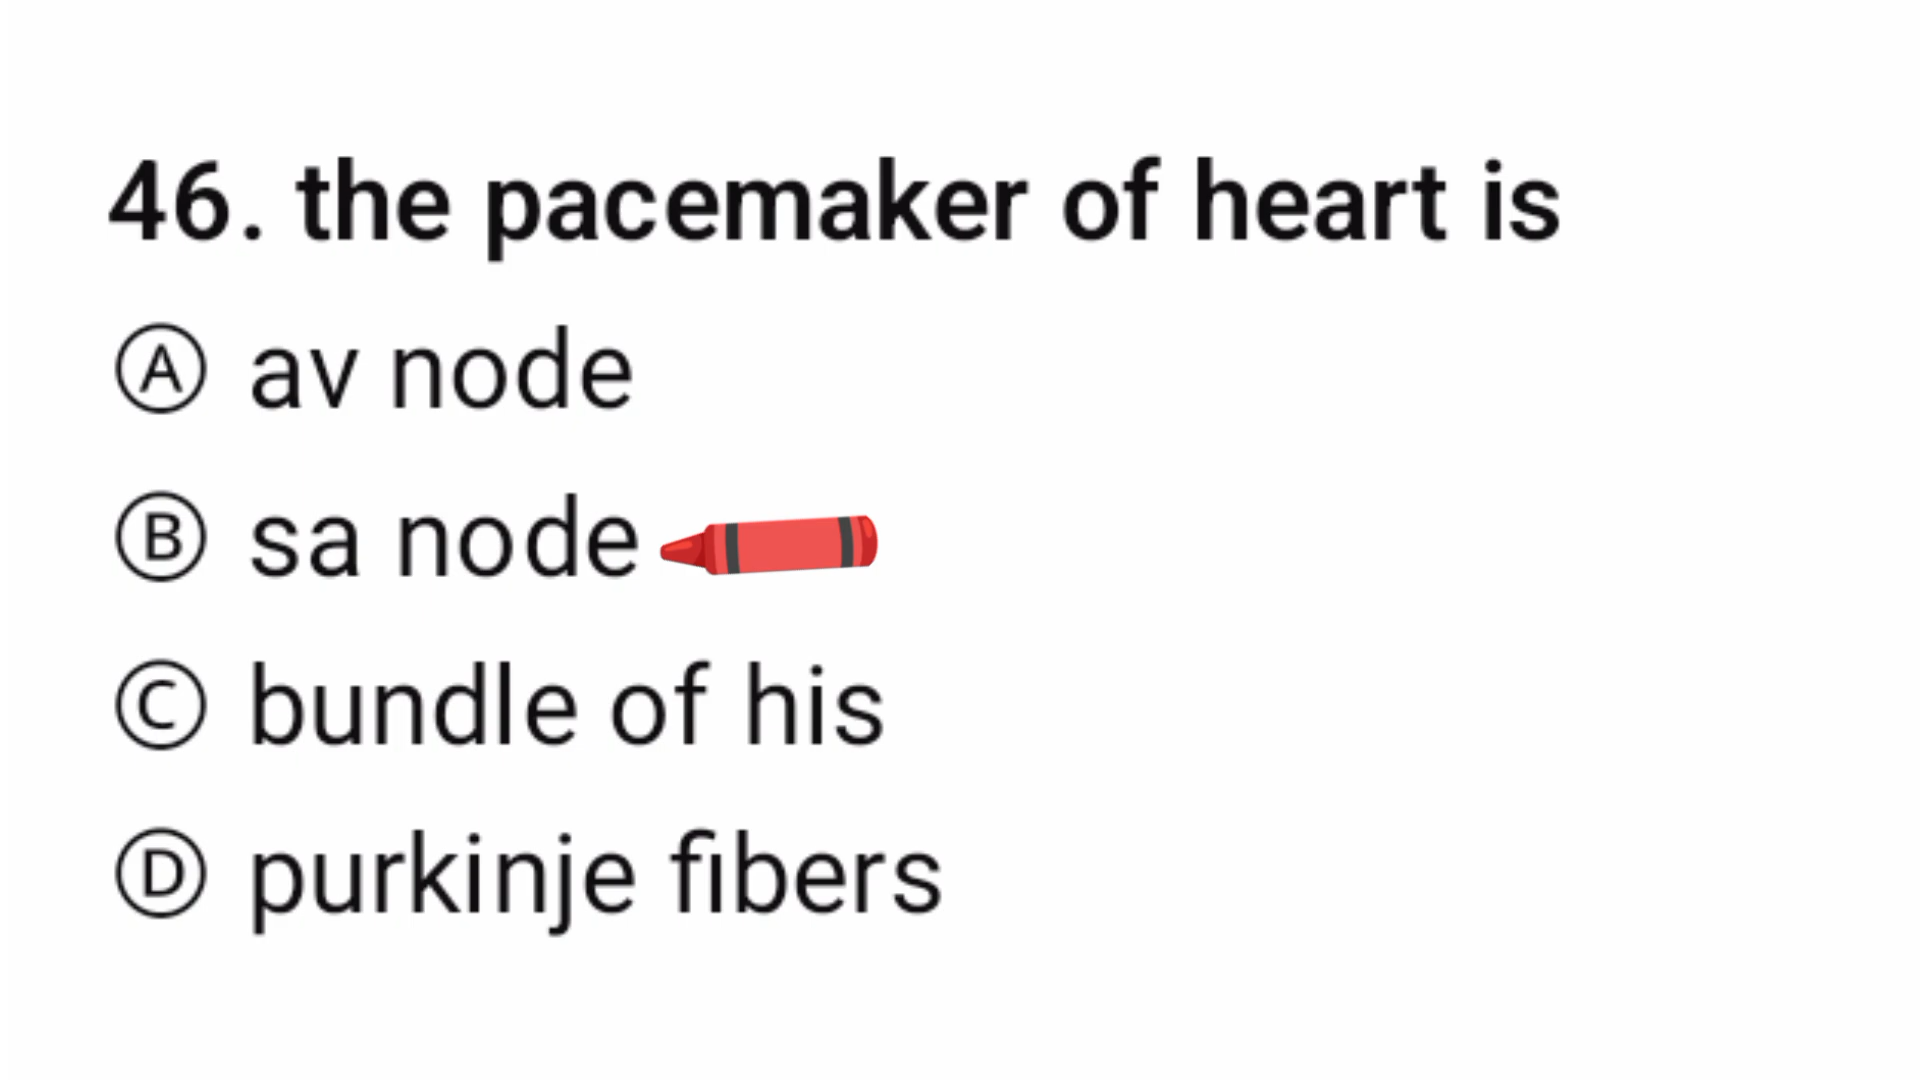 46. the pacemaker of heart is
Ⓐ av node
Ⓑ sa node
Ⓒ bundle of his
Ⓓ purkinje fibers